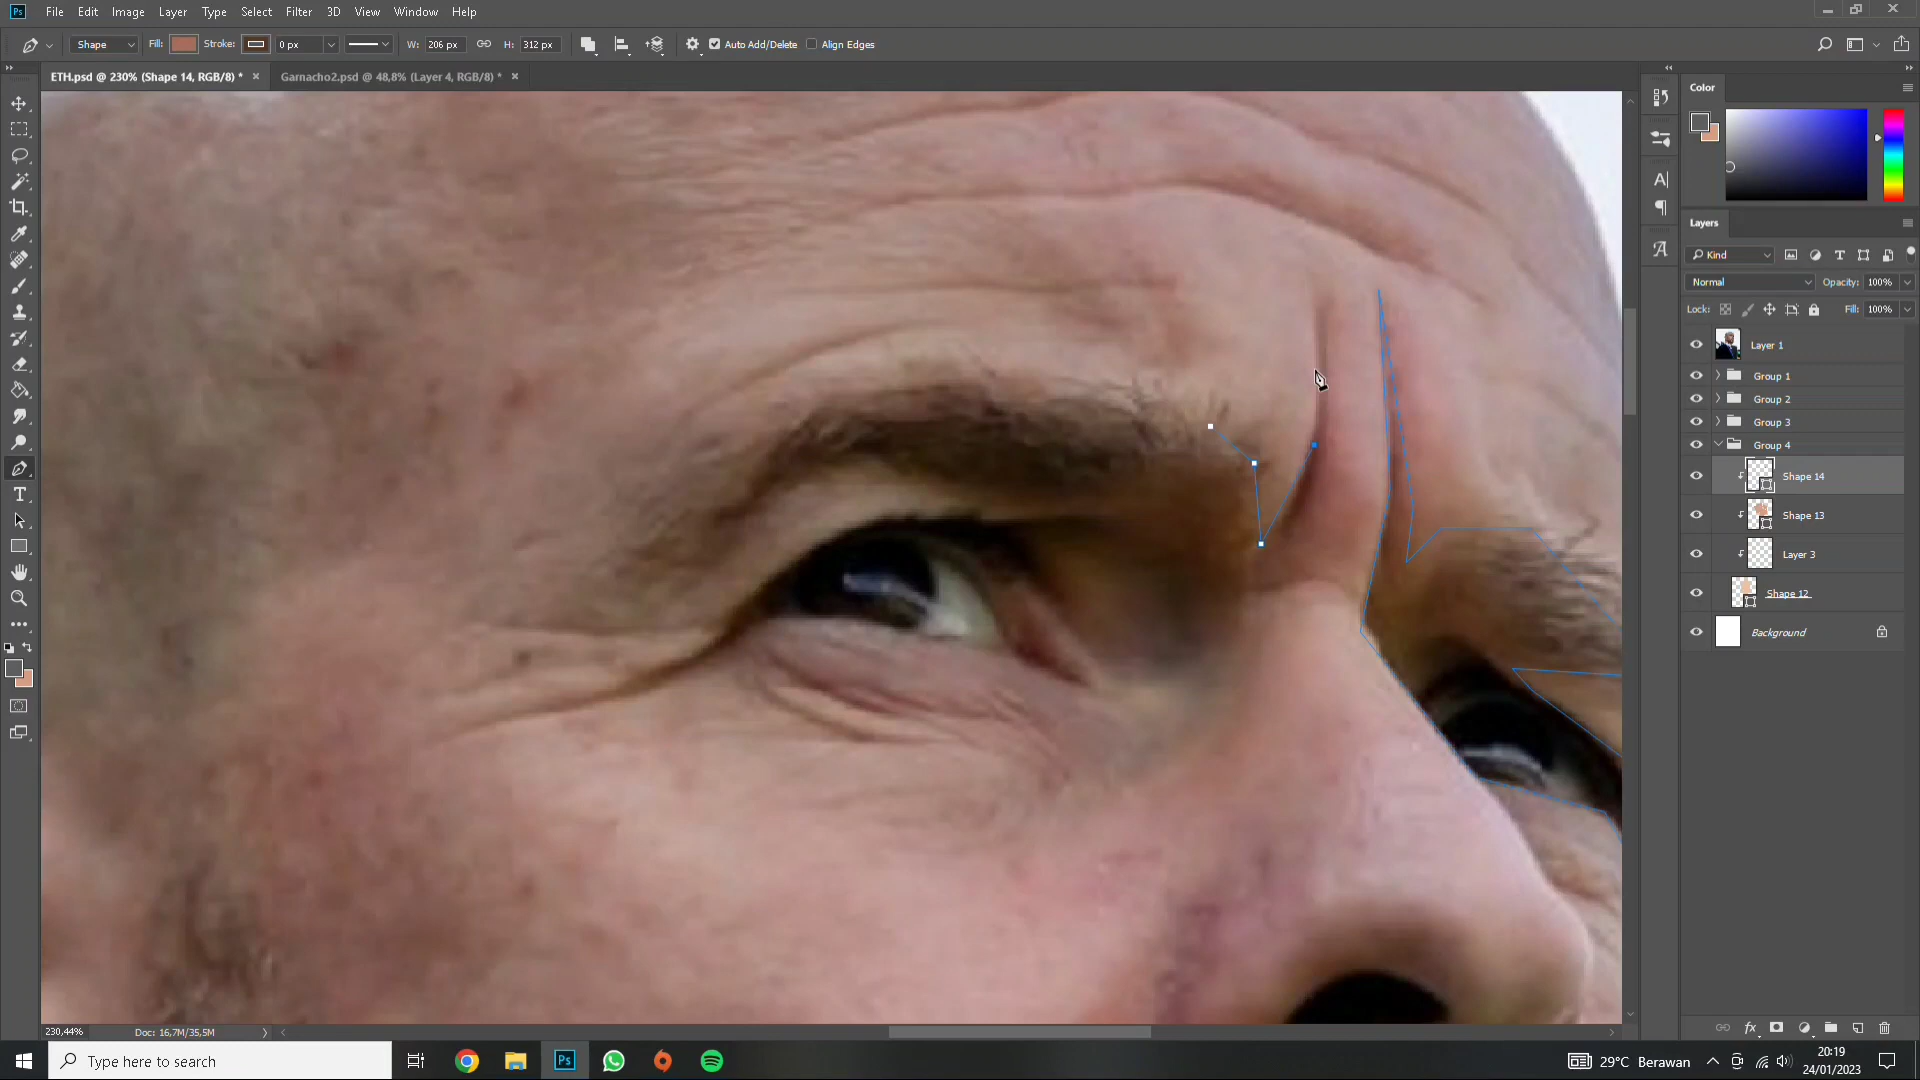 Ps File Edit Image Layer Type Select Filter 3D View Window Help
Shape Fill: Stroke: 0 px W: 206 px H: 312 px Auto Add/Delete Align Edges
ETH.psd @ 230% (Shape 14, RGB/8) * Garnacho2.psd @ 48,8% (Layer 4, RGB/8) *
Color
Layers
Kind
Normal Opacity: 100%
Lock: Fill: 100%
Layer 1
Group 1
Group 2
Group 3
Group 4
Shape 14
Shape 13
Layer 3
Shape 12
Background
230,44% Doc: 16,7M/35,5M
Type here to search Ps 29°C Berawan 20:19
24/01/2023